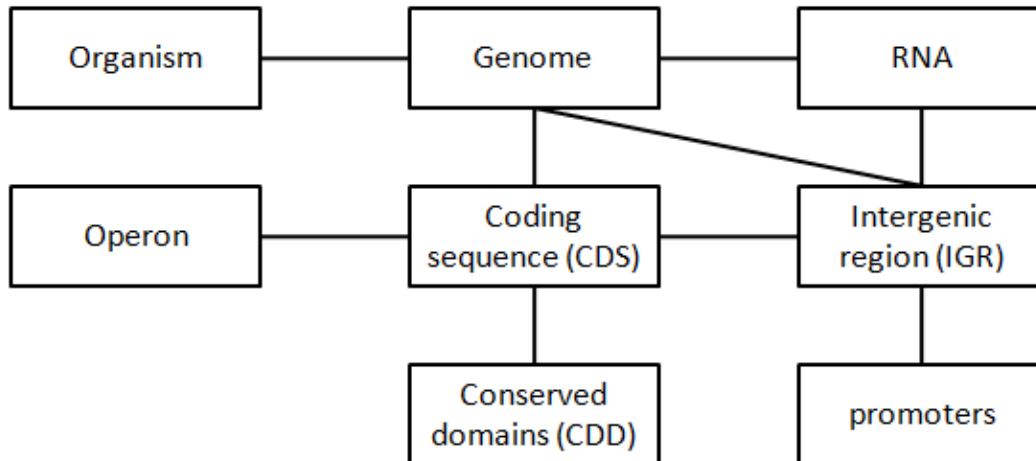 Organism
Genome
RNA
Operon
Coding
sequence (CDS)
Intergenic
region (IGR)
Conserved
domains (CDD)
promoters